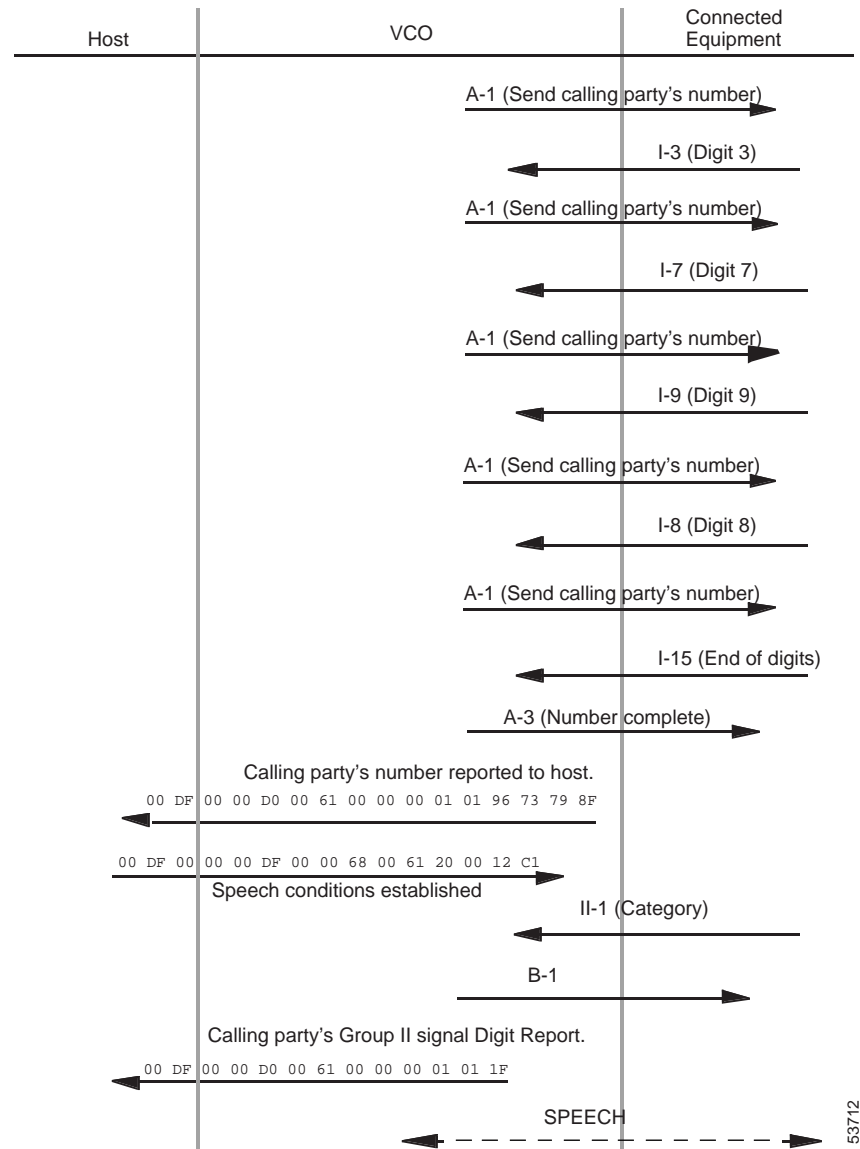 Host
VCO
Connected
Equipment
A-1 (Send calling party's number)
I-3 (Digit 3)
A-1 (Send calling party's number)
I-7 (Digit 7)
A-1 (Send calling party's number)
I-9 (Digit 9)
A-1 (Send calling party's number)
I-8 (Digit 8)
A-1 (Send calling party's number)
I-15 (End of digits)
A-3 (Number complete)
Calling party's number reported to host.
00 DF 00 00 D0 00 61 00 00 00 01 01 96 73 79 8F
00 DF 00 00 00 DF 00 00 68 00 61 20 00 12 C1
Speech conditions established
II-1 (Category)
B-1
Calling party's Group II signal Digit Report.
00 DF 00 00 D0 00 61 00 00 00 01 01 1F
SPEECH
53712